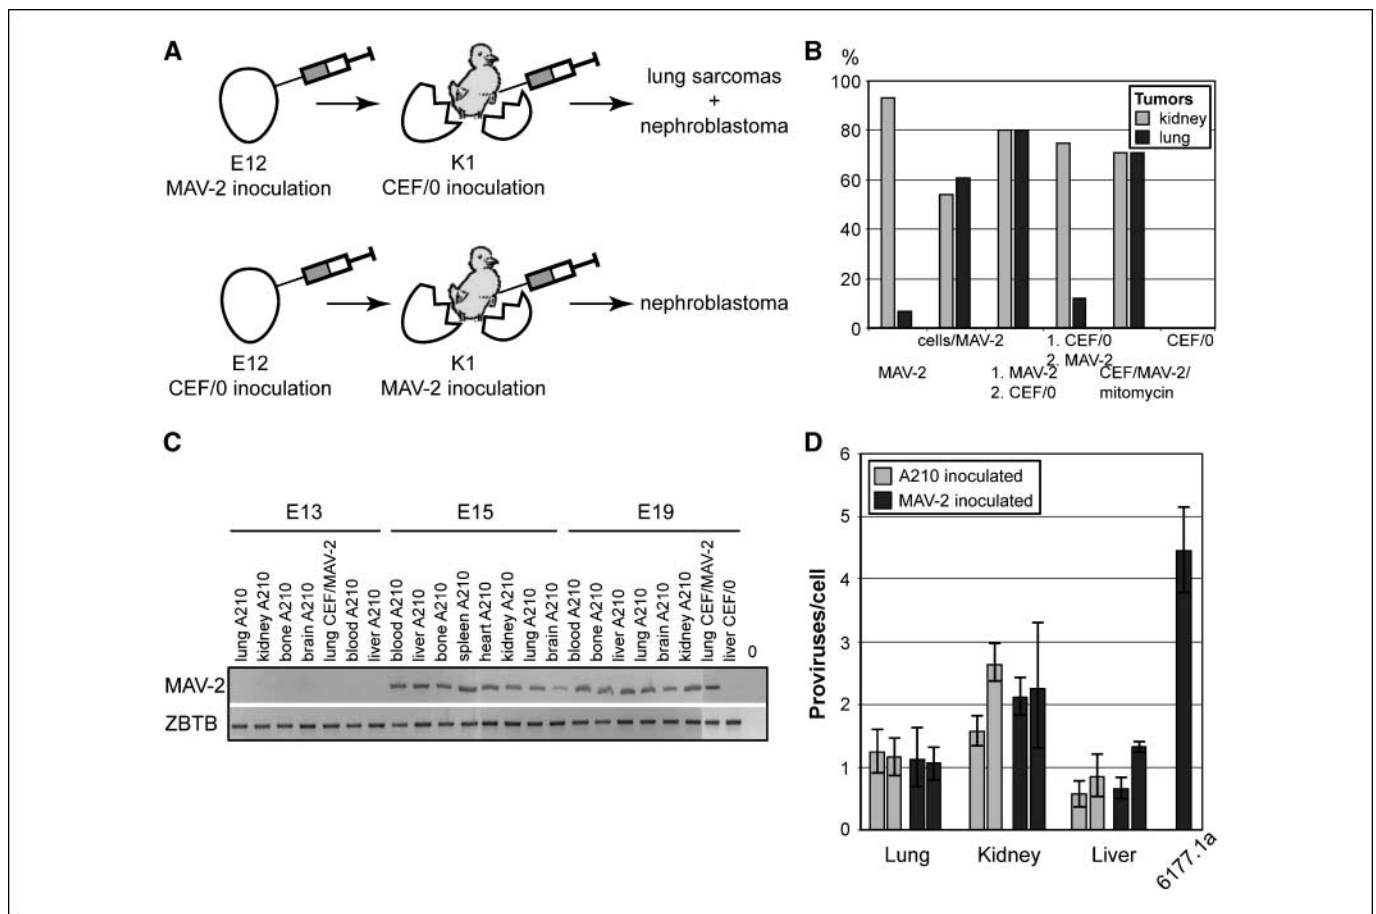 A
E12
MAV-2 inoculation
K1
CEF/0 inoculation
lung sarcomas
+
nephroblastoma
E12
CEF/0 inoculation
K1
MAV-2 inoculation
nephroblastoma
B
%
100
80
60
40
20
0
Tumors
kidney
lung
MAV-2
cells/MAV-2
1. MAV-2
2. CEF/0
1. CEF/0
2. MAV-2
CEF/MAV-2/
mitomycin
CEF/0
C
E13
E15
E19
lung A210
kidney A210
bone A210
brain A210
lung CEF/MAV-2
blood A210
liver A210
blood A210
liver A210
bone A210
spleen A210
heart A210
kidney A210
lung A210
brain A210
blood A210
bone A210
liver A210
lung A210
brain A210
kidney A210
lung CEF/MAV-2
liver CEF/0
0
MAV-2
ZBTB
D
Proviruses/cell
6
5
4
3
2
1
0
A210 inoculated
MAV-2 inoculated
Lung
Kidney
Liver
6177.1a